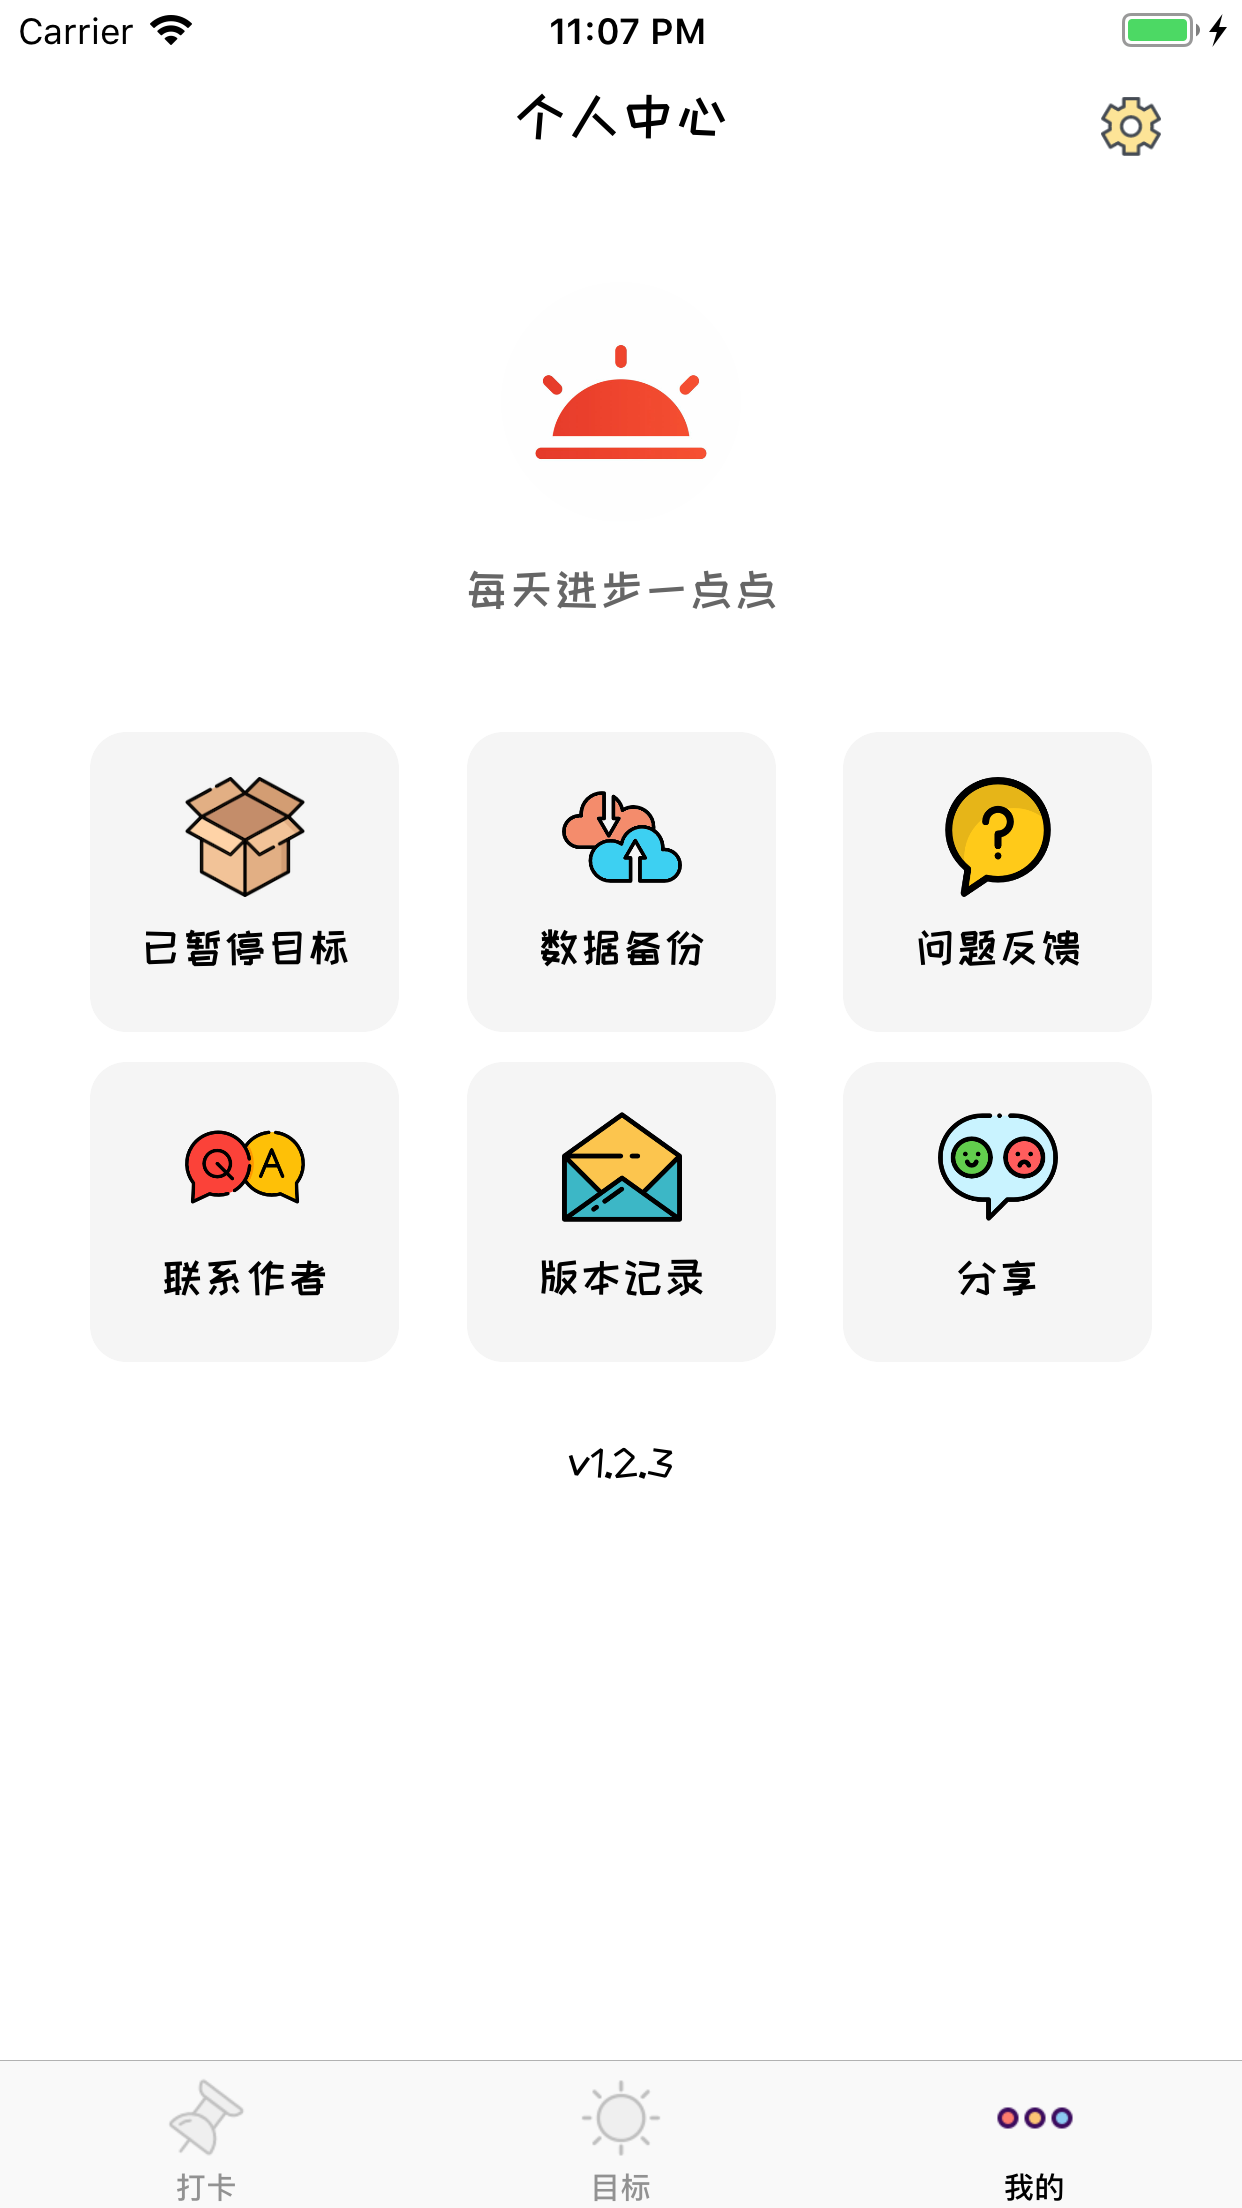 Carrier 11:07 PM
个人中心
每天进步一点点
已暂停目标 数据备份 问题反馈
Q A
联系作者 版本记录 分享
v1.2.3
打卡 目标 我的